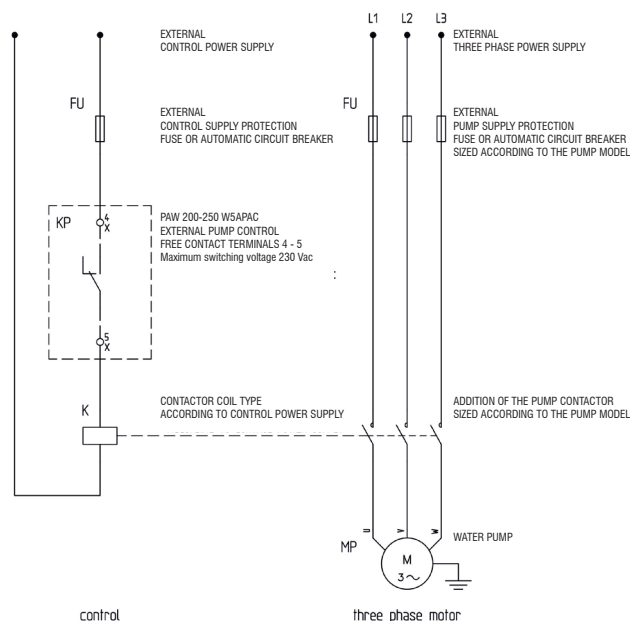 L1 L2 L3
EXTERNAL
CONTROL POWER SUPPLY
EXTERNAL
THREE PHASE POWER SUPPLY
FU
EXTERNAL
CONTROL SUPPLY PROTECTION
FUSE OR AUTOMATIC CIRCUIT BREAKER
FU
EXTERNAL
PUMP SUPPLY PROTECTION
FUSE OR AUTOMATIC CIRCUIT BREAKER
SIZED ACCORDING TO THE PUMP MODEL
KP
4
X
PAW 200-250 W5APAC
EXTERNAL PUMP CONTROL
FREE CONTACT TERMINALS 4 - 5
Maximum switching voltage 230 Vac
:
5
X
K
CONTACTOR COIL TYPE
ACCORDING TO CONTROL POWER SUPPLY
ADDITION OF THE PUMP CONTACTOR
SIZED ACCORDING TO THE PUMP MODEL
U V W
MP
M
3~
WATER PUMP
control
three phase motor